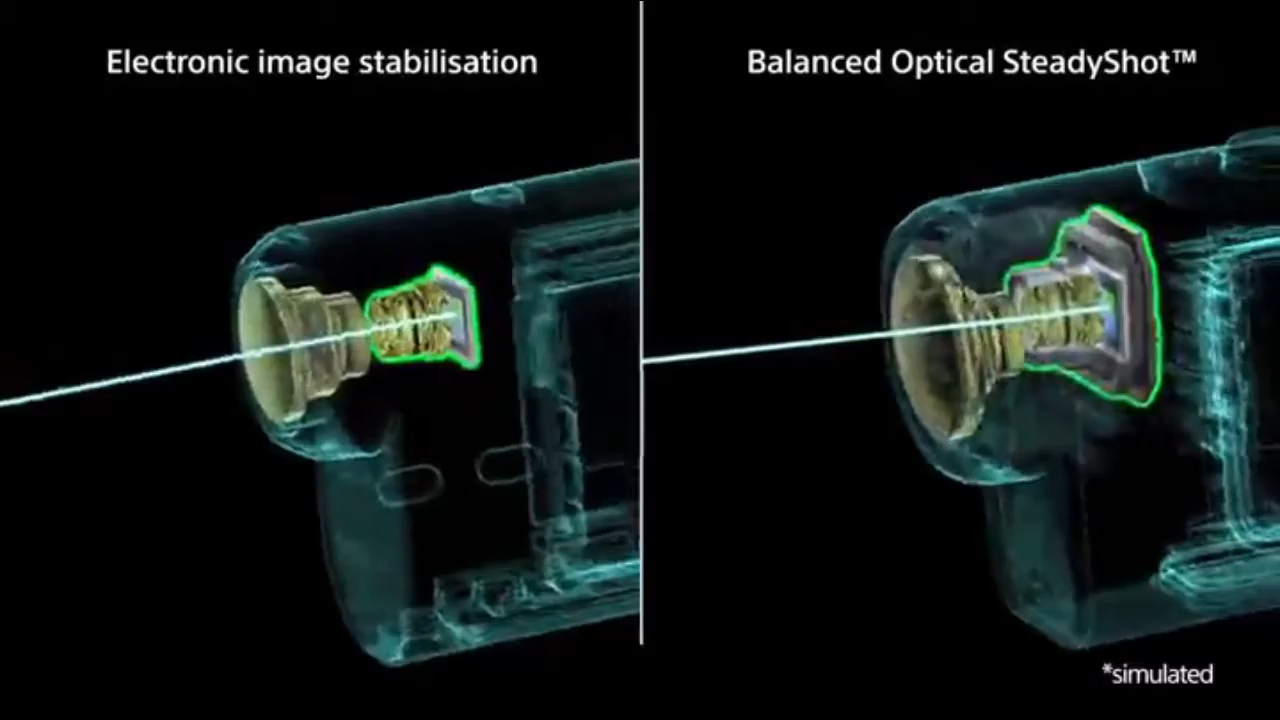 Electronic image stabilisation
Balanced Optical SteadyShot™
*simulated